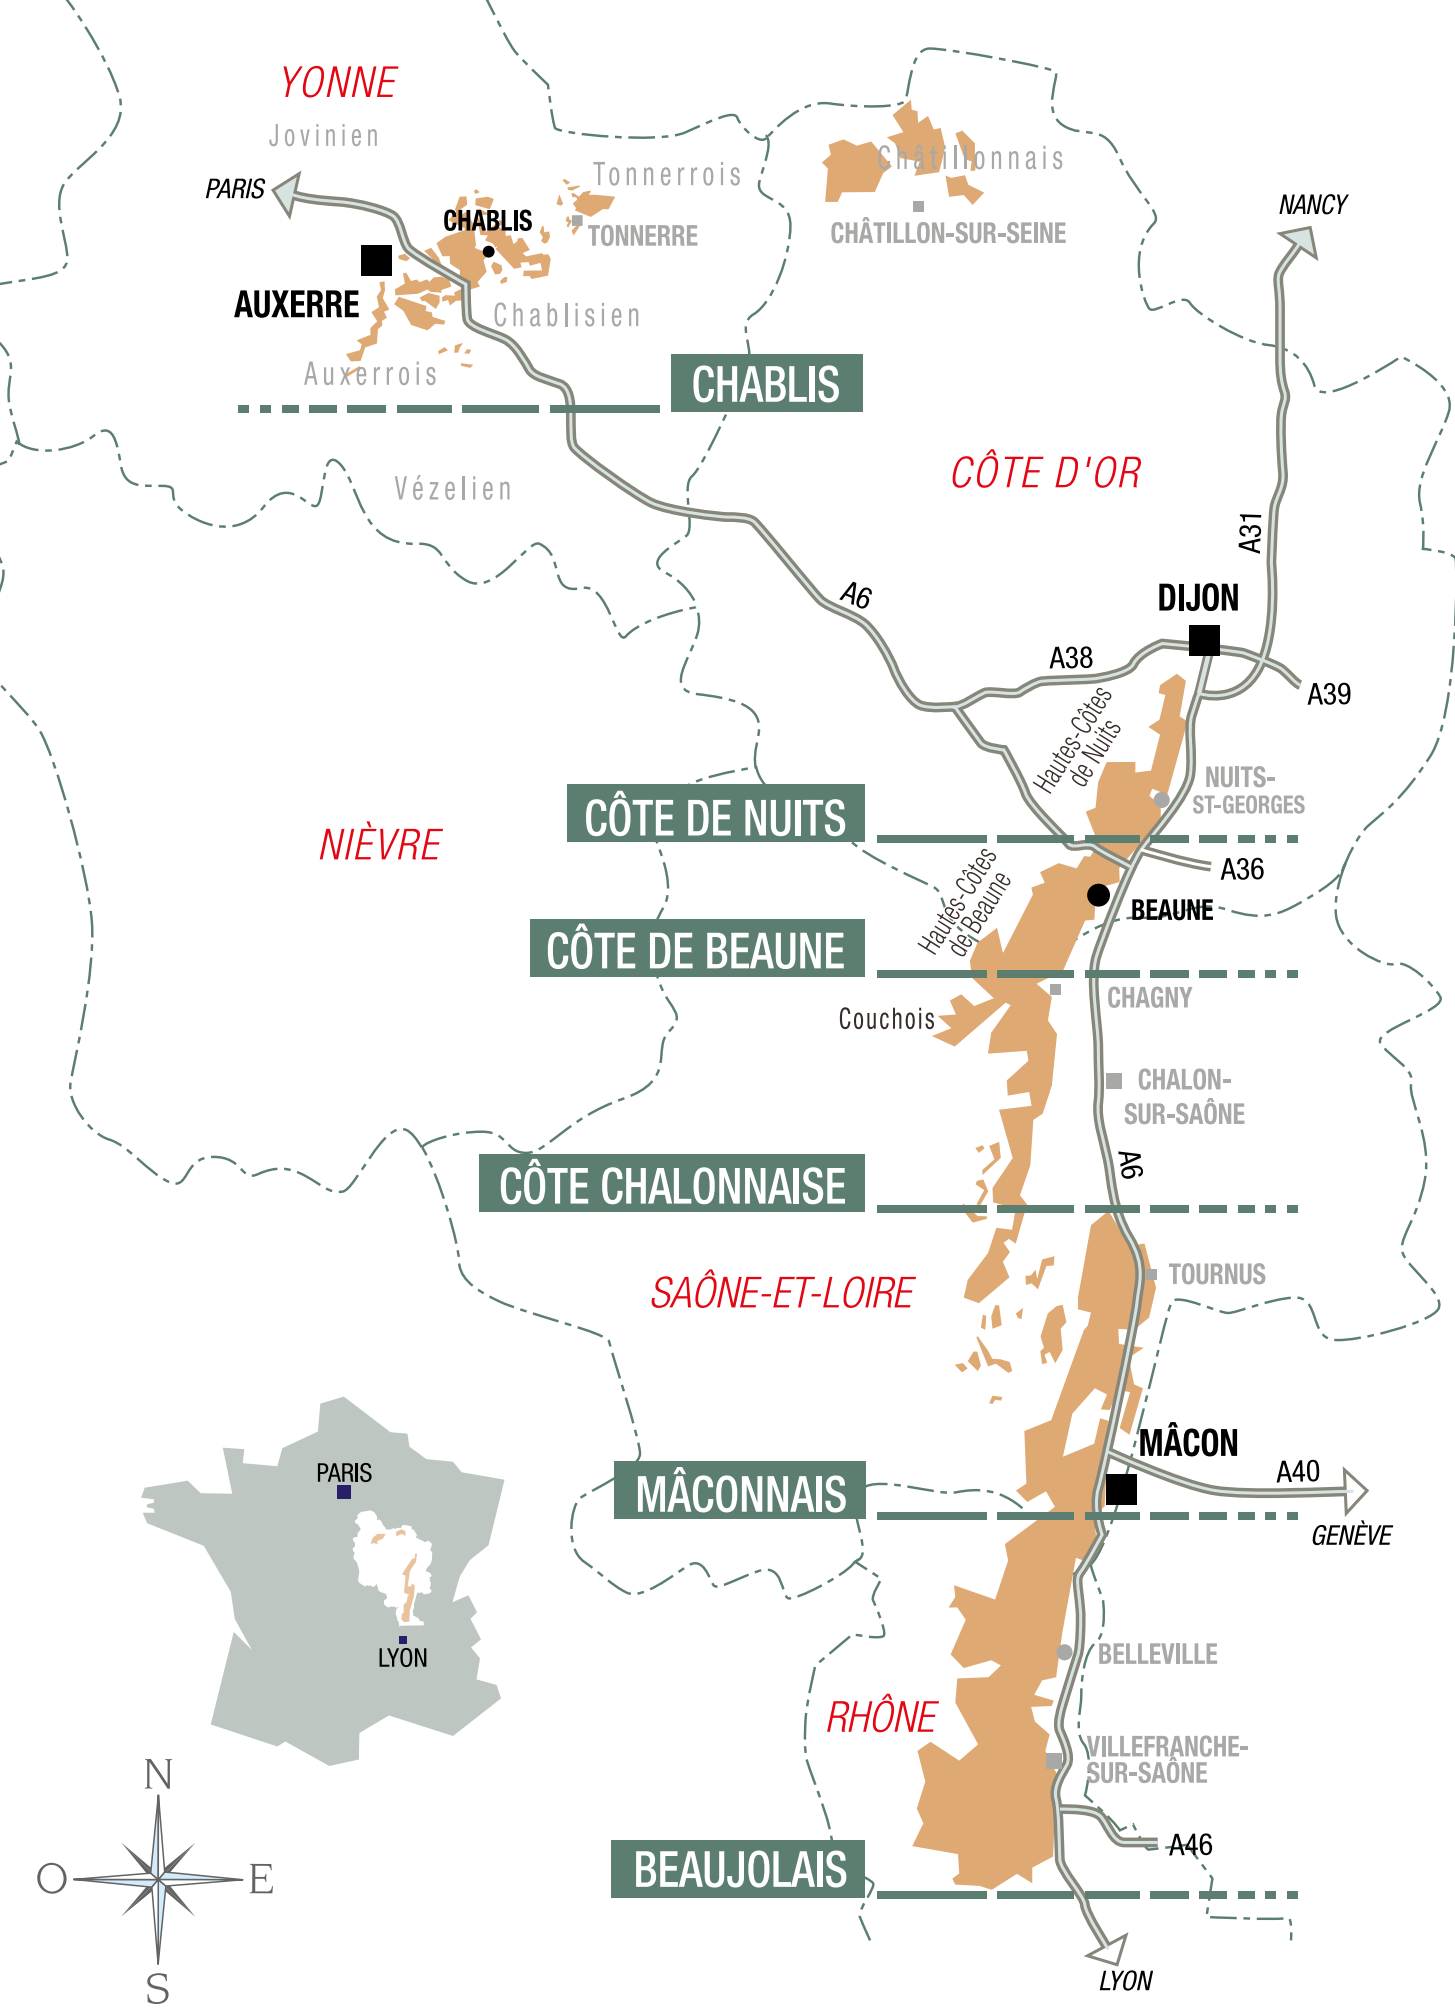 YONNE
Jovinien
Tonnerrois
Châtillonnais
PARIS
CHABLIS
TONNERRE
CHÂTILLON-SUR-SEINE
NANCY
AUXERRE
Chablisien
Auxerrois
CHABLIS
Vézelien
CÔTE D'OR
A31
A6
DIJON
A38
A39
Hautes-Côtes
de Nuits
NUITS-
ST-GEORGES
CÔTE DE NUITS
NIÈVRE
A36
Hautes-Côtes
de Beaune
BEAUNE
CÔTE DE BEAUNE
CHAGNY
Couchois
CHALON-
SUR-SAÔNE
A6
CÔTE CHALONNAISE
SAÔNE-ET-LOIRE
TOURNUS
MÂCON
A40
GENÈVE
MÂCONNAIS
PARIS
LYON
BELLEVILLE
RHÔNE
VILLEFRANCHE-
SUR-SAÔNE
A46
BEAUJOLAIS
N
O
E
S
LYON